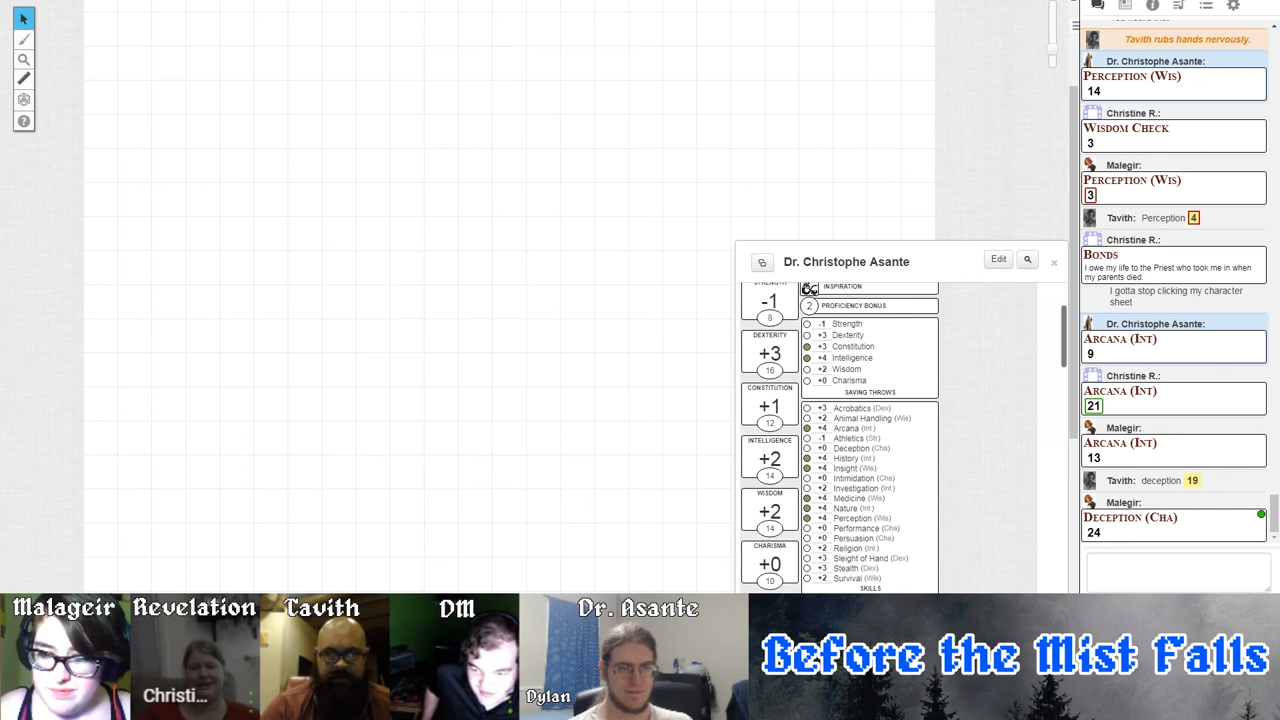 Tavith rubs hands nervously.
Dr. Christophe Asante:
PERCEPTION (WIS)
14
Christine R.:
WISDOM CHECK
3
Malegir:
PERCEPTION (WIS)
3
Tavith: Perception 4
Christine R.:
BONDS
I owe my life to the Priest who took me in when
my parents died.
I gotta stop clicking my character
sheet
Dr. Christophe Asante:
ARCANA (INT)
9
Christine R.:
ARCANA (INT)
21
Malegir:
ARCANA (INT)
13
Tavith: deception 19
Malegir:
DECEPTION (CHA)
24
Dr. Christophe Asante
Edit
-1
8
DEXTERITY
+3
16
CONSTITUTION
+1
12
INTELLIGENCE
+2
14
WISDOM
+2
14
CHARISMA
+0
10
INSPIRATION
2 PROFICIENCY BONUS
-1 Strength
+3 Dexterity
+3 Constitution
+4 Intelligence
+2 Wisdom
+0 Charisma
SAVING THROWS
+3 Acrobatics (Dex)
+2 Animal Handling (Wis)
+4 Arcana (Int)
-1 Athletics (Str)
+0 Deception (Cha)
+4 History (Int)
+4 Insight (Wis)
+0 Intimidation (Cha)
+2 Investigation (Int)
+4 Medicine (Wis)
+4 Nature (Int)
+4 Perception (Wis)
+0 Performance (Cha)
+0 Persuasion (Cha)
+2 Religion (Int)
+3 Sleight of Hand (Dex)
+3 Stealth (Dex)
+2 Survival (Wis)
SKILLS
Malageir
Revelation
Tavith
DM
Dr. Asante
Christi...
Dylan
Before the Mist Falls